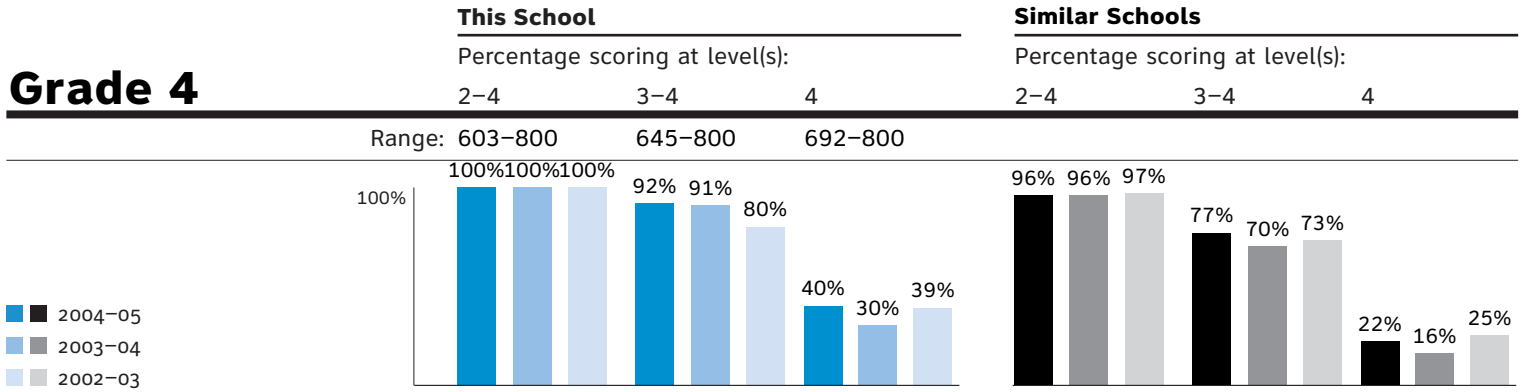 This School Similar Schools
Percentage scoring at level(s): Percentage scoring at level(s):
Grade 4 2–4 3–4 4 2–4 3–4 4
Range: 603–800 645–800 692–800
100% 100% 100% 92% 91% 80% 40% 30% 39% 96% 96% 97% 77% 70% 73% 22% 16% 25%
100%
2004–05
2003–04
2002–03